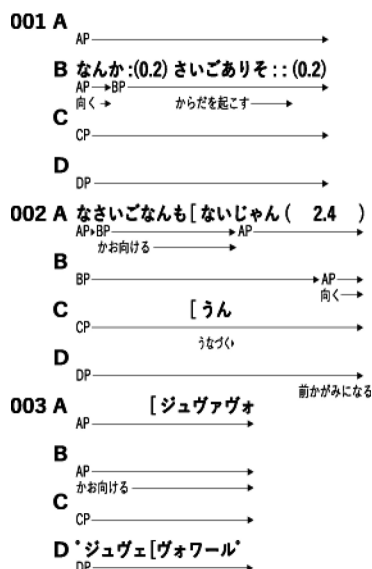 001 A
AP
B なんか:(0.2) さいごありそ::(0.2)
AP BP
向く からだを起こす
C
CP
D
DP
002 A なさいごなんも[ないじゃん( 2.4 )
AP BP AP
かお向ける
B
BP AP
向く
C [うん
CP
うなづく
D
DP
前かがみになる
003 A [ジュヴァヴォ
AP
B
AP
かお向ける
C
CP
D ゜ジュヴェ[ヴォワール゜
DP